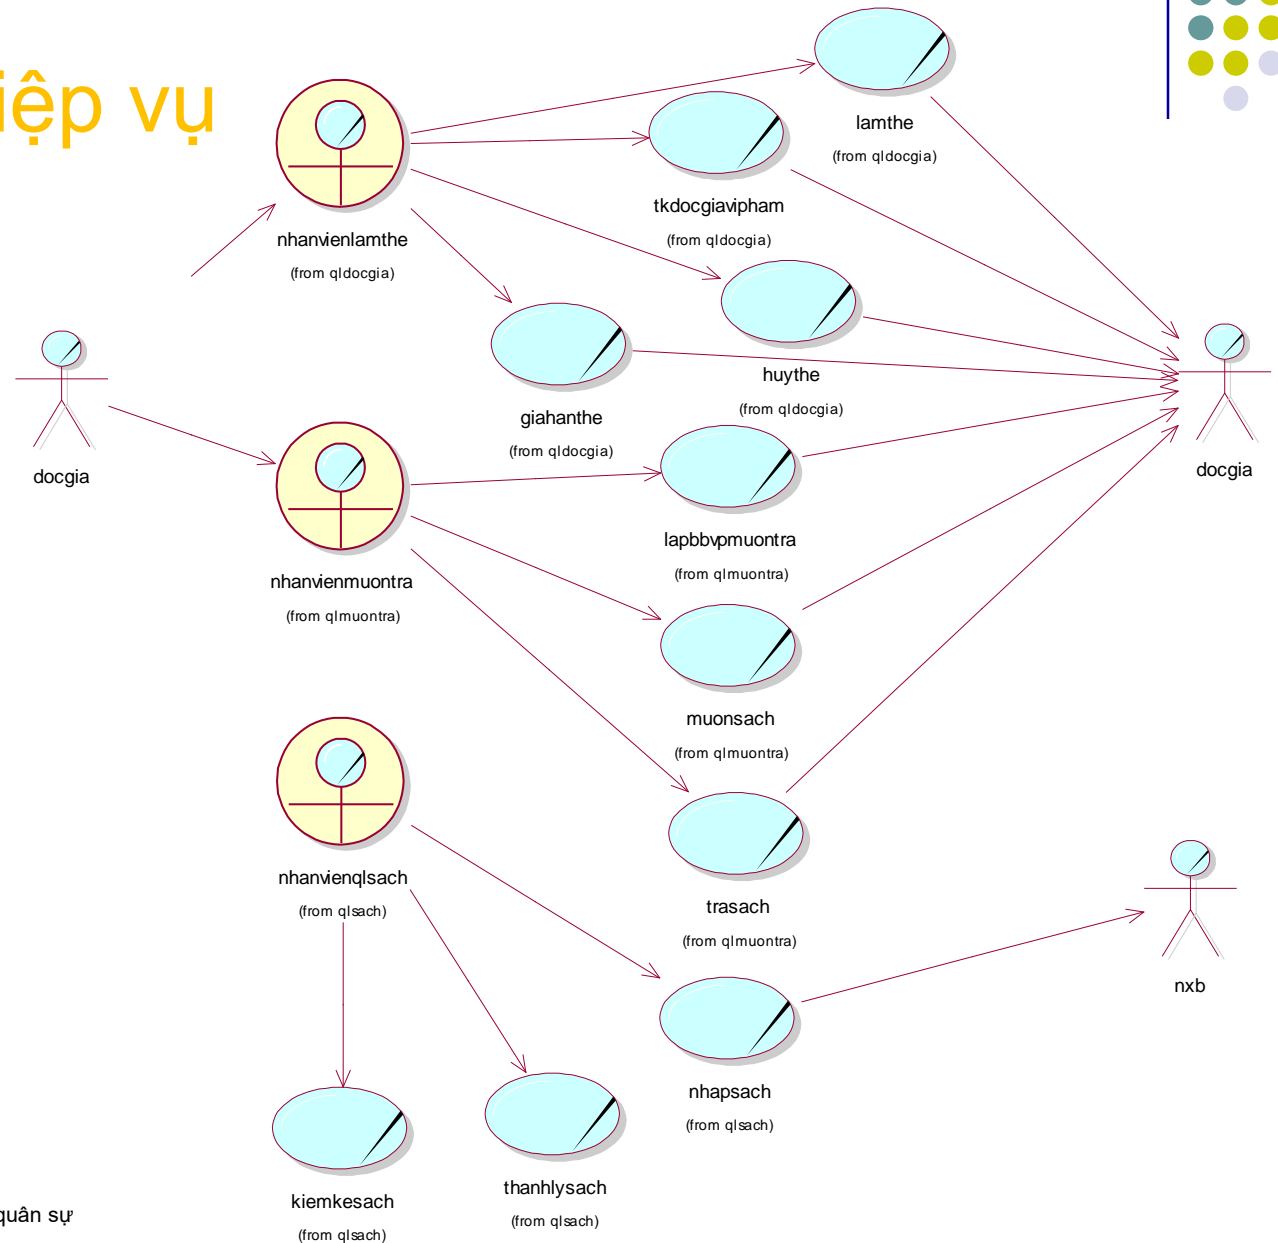 iệp vụ
lamthe
(from qldocgia)
tkdocgiavipham
(from qldocgia)
nhanvienlamthe
(from qldocgia)
huythe
(from qldocgia)
giahanthe
(from qldocgia)
docgia
docgia
lapbbvpmuontra
(from qlmuontra)
nhanvienmuontra
(from qlmuontra)
muonsach
(from qlmuontra)
nhanvienqlsach
(from qlsach)
trasach
(from qlmuontra)
nxb
nhapsach
(from qlsach)
thanhlysach
(from qlsach)
kiemkesach
(from qlsach)
quân sự